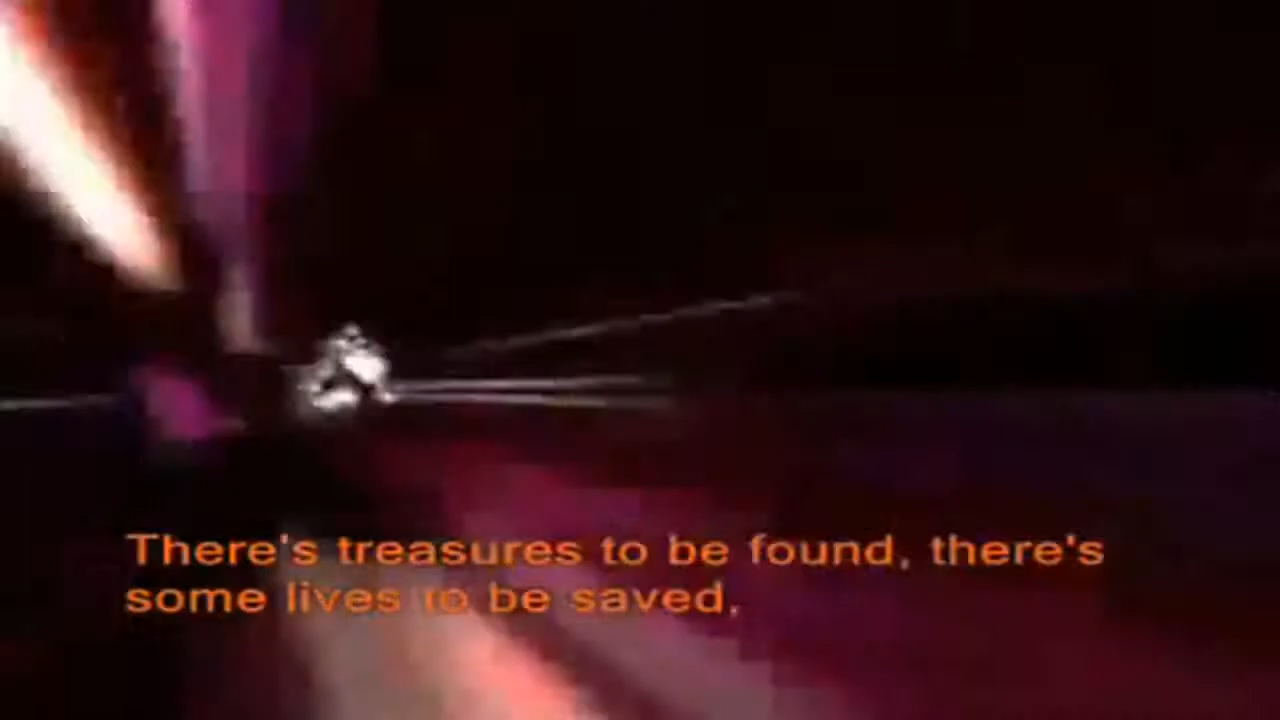 There's treasures to be found, there's
some lives to be saved,